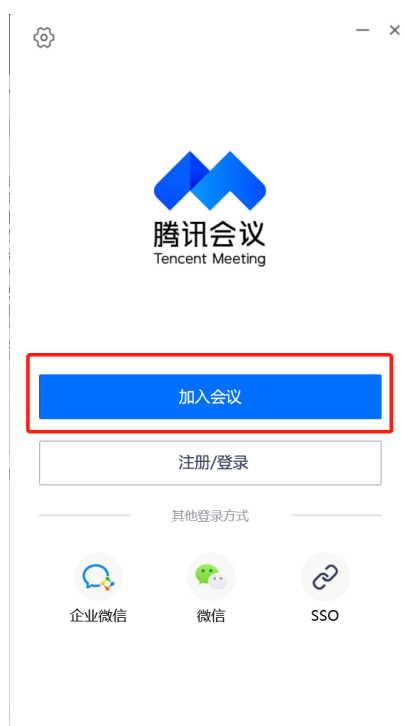 腾讯会议
Tencent Meeting
加入会议
注册/登录
其他登录方式
企业微信
微信
SSO